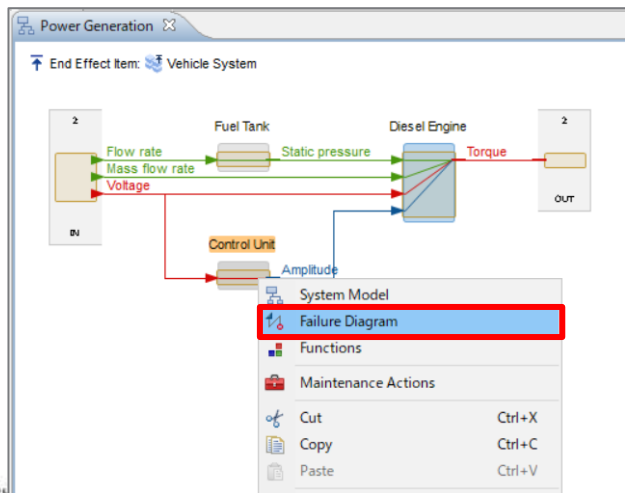 Power Generation
End Effect Item: Vehicle System
2
Fuel Tank
Diesel Engine
2
Flow rate
Static pressure
Torque
Mass flow rate
Voltage
OUT
IN
Control Unit
Amplitude
System Model
Failure Diagram
Functions
Maintenance Actions
Cut Ctrl+X
Copy Ctrl+C
Paste Ctrl+V